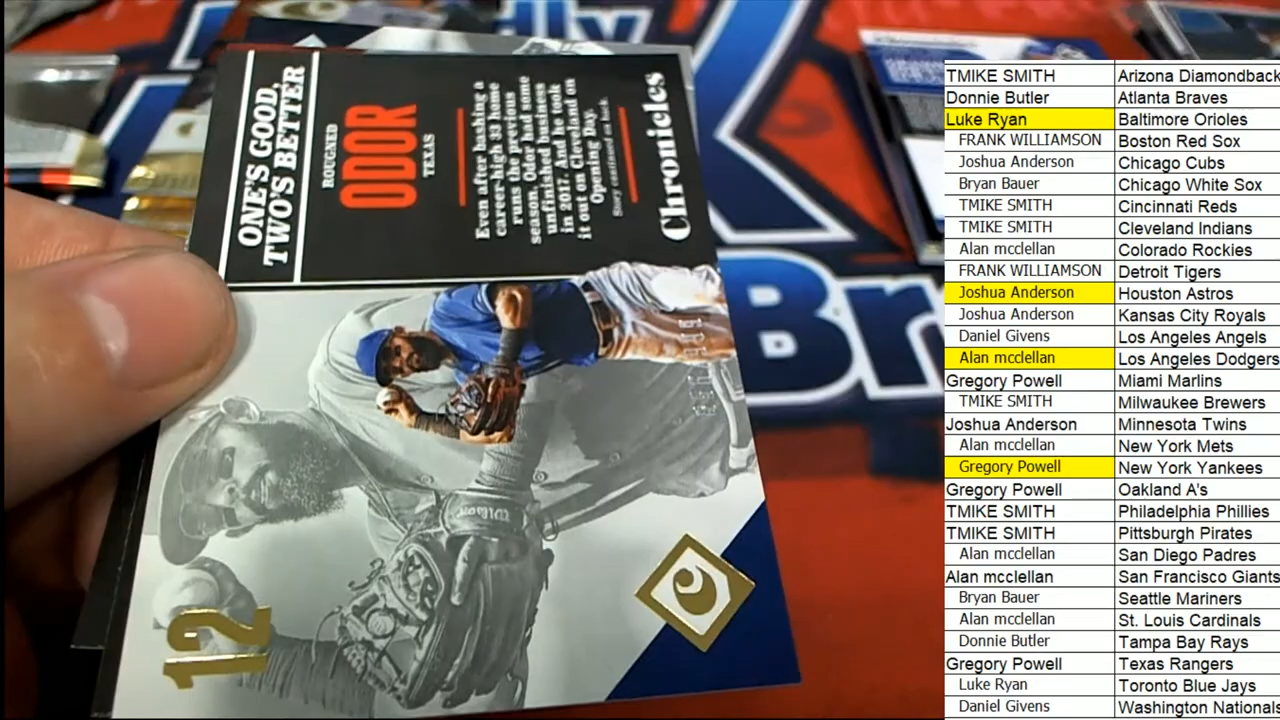 ONE'S GOOD,
TWO'S BETTER
ROUGNED
ODOR
TEXAS
Even after bashing a
career-high 33 home
runs the previous
season, Odor had some
unfinished business
in 2017. And he took
it out on Cleveland on
Opening Day.
Story continued on back.
Chronicles
Wilson
12
Br
TMIKE SMITH Arizona Diamondback
Donnie Butler Atlanta Braves
Luke Ryan Baltimore Orioles
FRANK WILLIAMSON Boston Red Sox
Joshua Anderson Chicago Cubs
Bryan Bauer Chicago White Sox
TMIKE SMITH Cincinnati Reds
TMIKE SMITH Cleveland Indians
Alan mcclellan Colorado Rockies
FRANK WILLIAMSON Detroit Tigers
Joshua Anderson Houston Astros
Joshua Anderson Kansas City Royals
Daniel Givens Los Angeles Angels
Alan mcclellan Los Angeles Dodgers
Gregory Powell Miami Marlins
TMIKE SMITH Milwaukee Brewers
Joshua Anderson Minnesota Twins
Alan mcclellan New York Mets
Gregory Powell New York Yankees
Gregory Powell Oakland A's
TMIKE SMITH Philadelphia Phillies
TMIKE SMITH Pittsburgh Pirates
Alan mcclellan San Diego Padres
Alan mcclellan San Francisco Giants
Bryan Bauer Seattle Mariners
Alan mcclellan St. Louis Cardinals
Donnie Butler Tampa Bay Rays
Gregory Powell Texas Rangers
Luke Ryan Toronto Blue Jays
Daniel Givens Washington Nationals